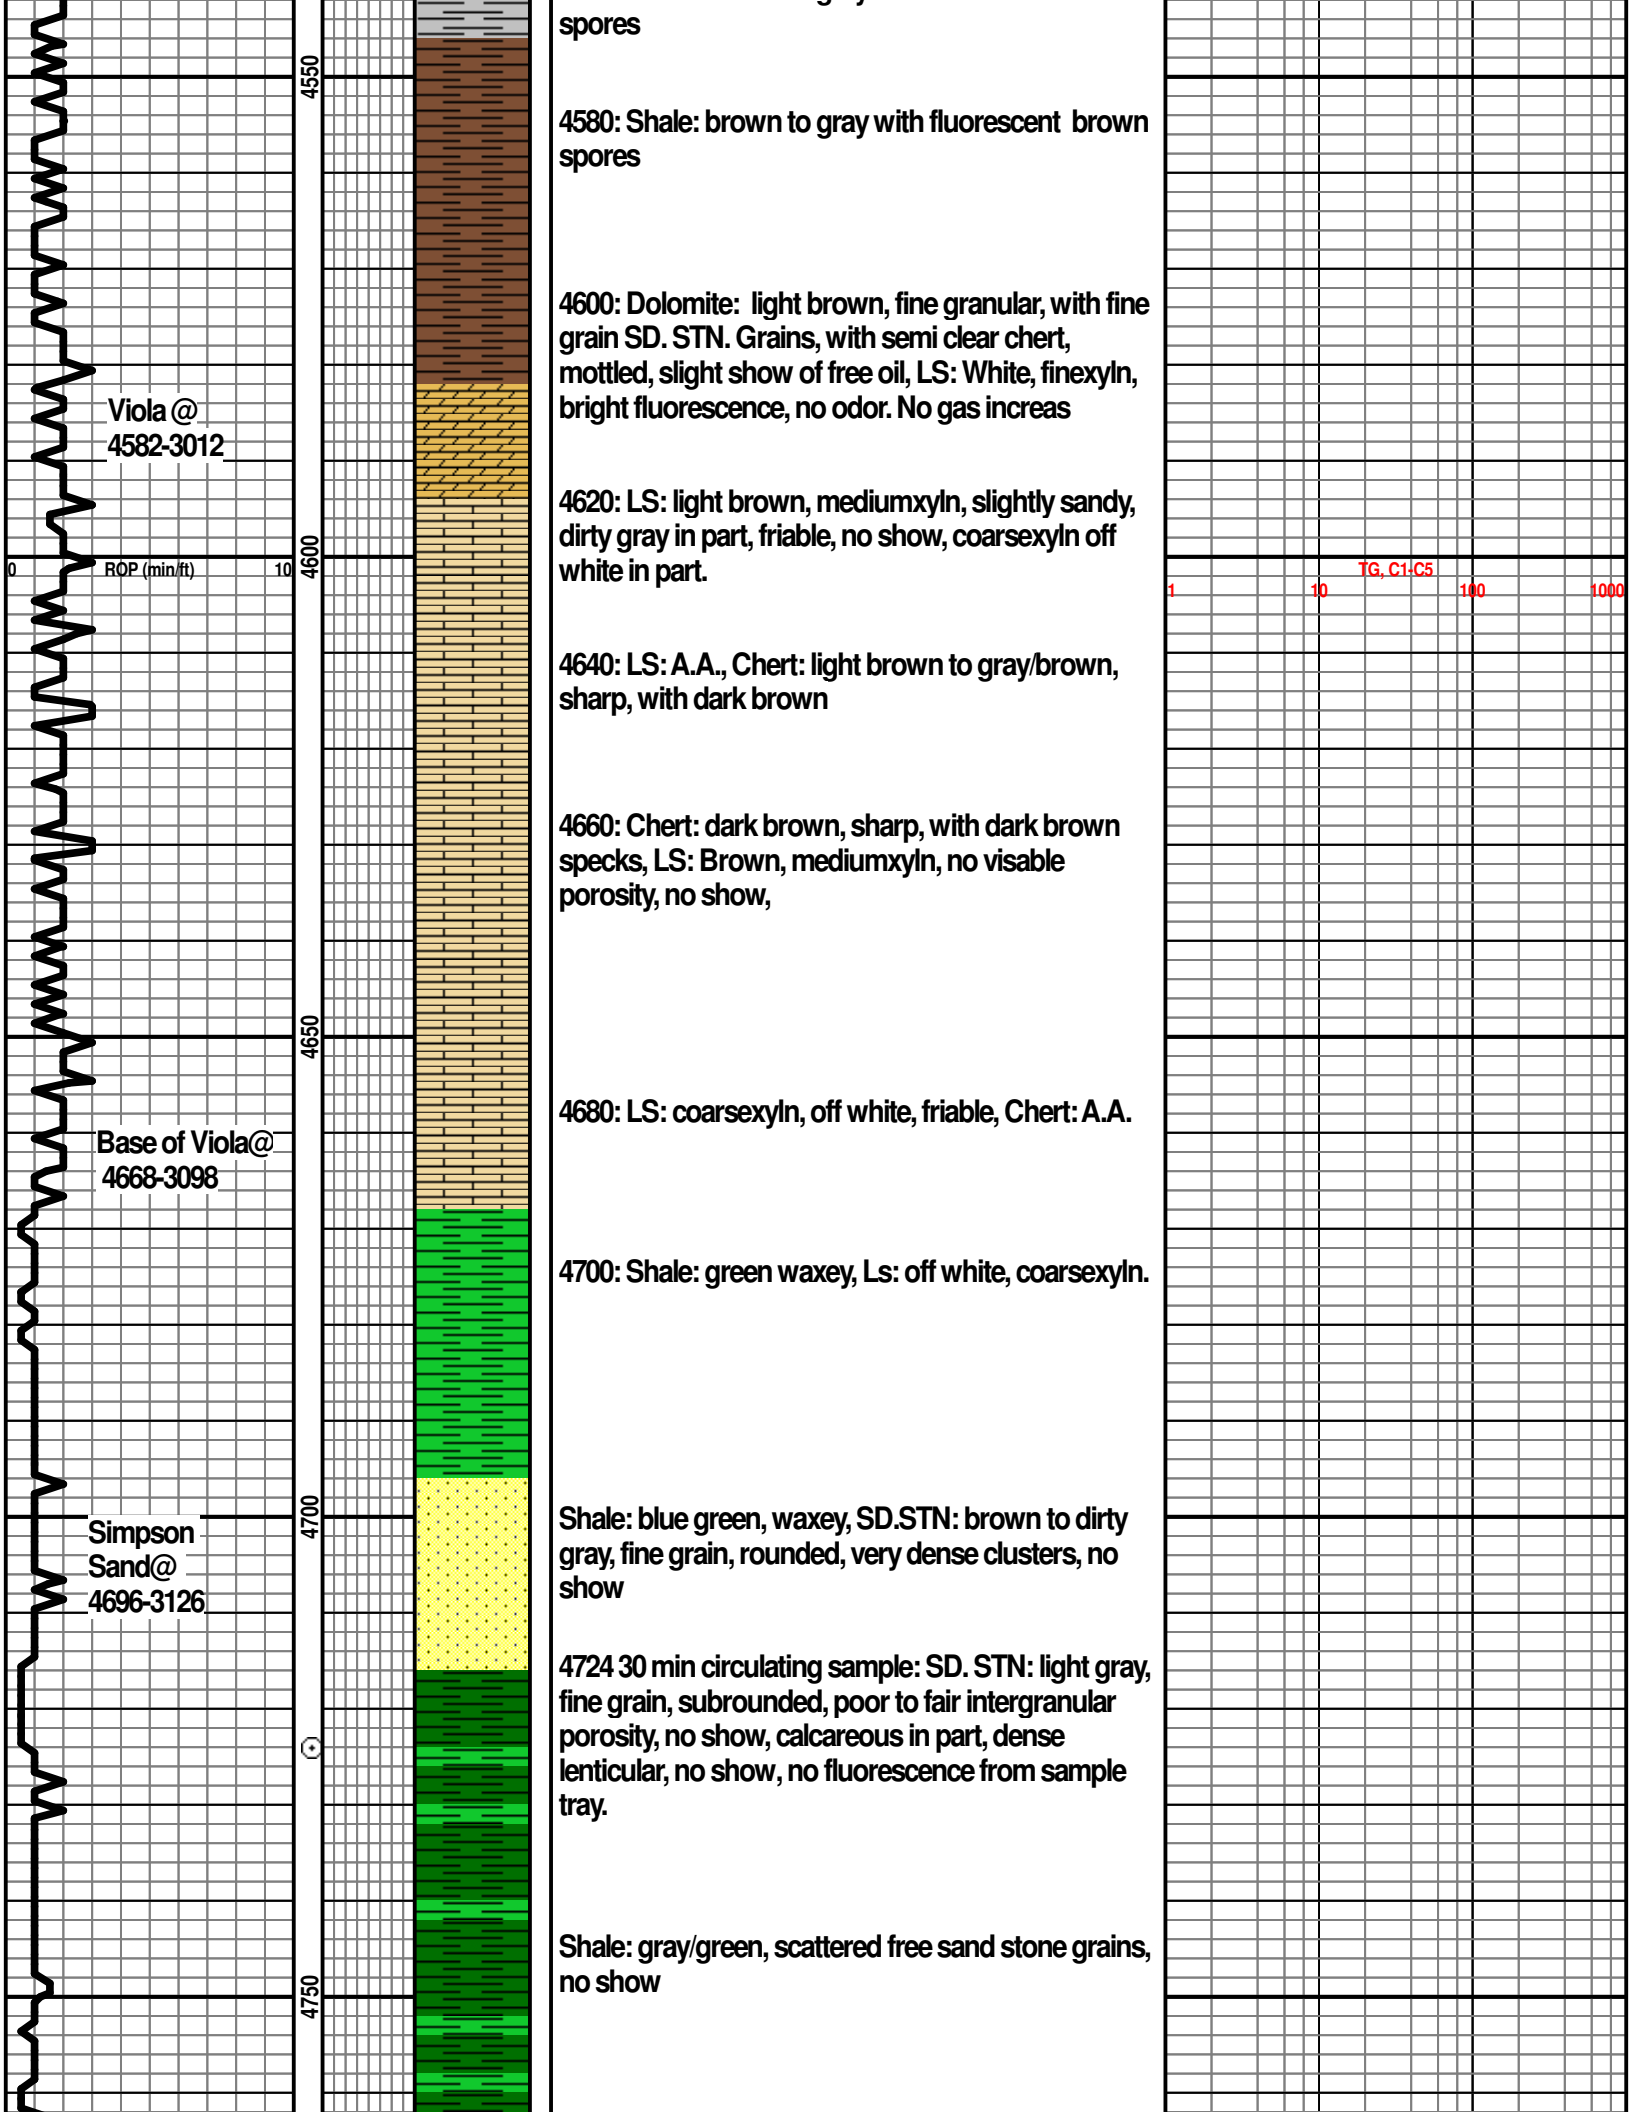 spores
4550
4580: Shale: brown to gray with fluorescent brown
spores
4600: Dolomite: light brown, fine granular, with fine
grain SD. STN. Grains, with semi clear chert,
mottled, slight show of free oil, LS: White, finexyln,
bright fluorescence, no odor. No gas increas
Viola @
4582-3012
4620: LS: light brown, mediumxyln, slightly sandy,
dirty gray in part, friable, no show, coarsexyln off
white in part.
0 ROP (min/ft) 10
4600
TG, C1-C5
1 10 100 1000
4640: LS: A.A., Chert: light brown to gray/brown,
sharp, with dark brown
4660: Chert: dark brown, sharp, with dark brown
specks, LS: Brown, mediumxyln, no visable
porosity, no show,
4650
4680: LS: coarsexyln, off white, friable, Chert: A.A.
Base of Viola@
4668-3098
4700: Shale: green waxey, Ls: off white, coarsexyln.
4700
Simpson
Sand@
4696-3126
Shale: blue green, waxey, SD.STN: brown to dirty
gray, fine grain, rounded, very dense clusters, no
show
4724 30 min circulating sample: SD. STN: light gray,
fine grain, subrounded, poor to fair intergranular
porosity, no show, calcareous in part, dense
lenticular, no show, no fluorescence from sample
tray.
Shale: gray/green, scattered free sand stone grains,
no show
4750